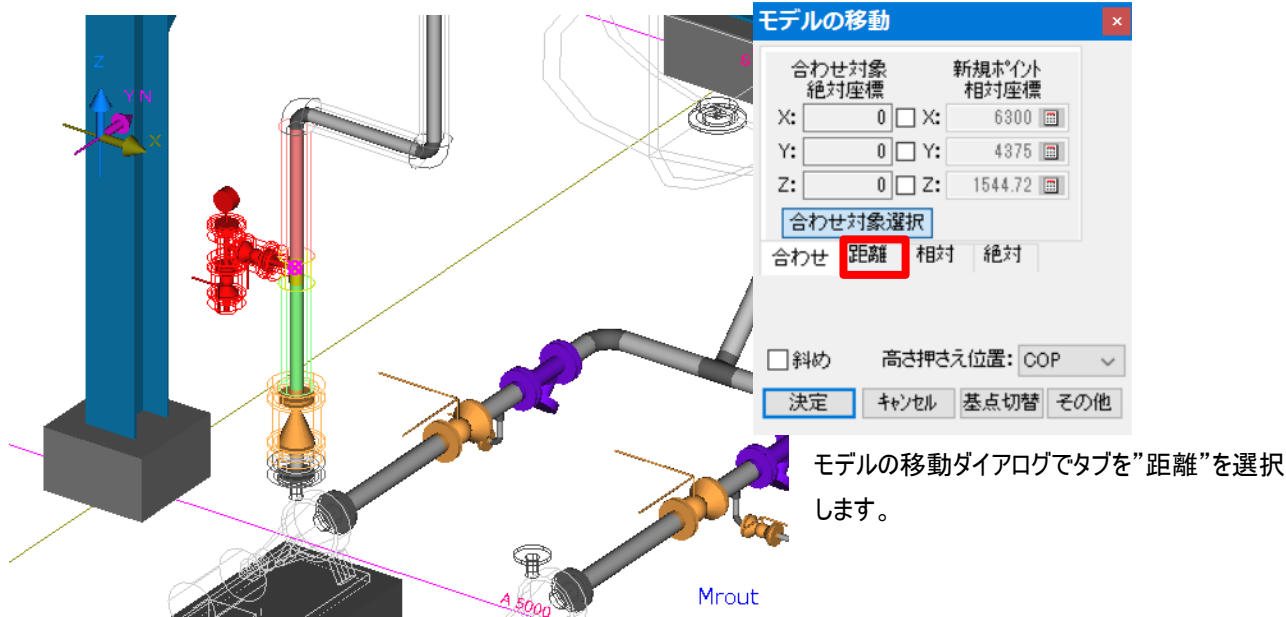 モデルの移動
×
合わせ対象
絶対座標
新規ポイント
相対座標
X: 0 X: 6300
Y: 0 Y: 4375
Z: 0 Z: 1544.72
合わせ対象選択
合わせ 距離 相対 絶対
斜め 高さ押さえ位置: COP
決定 キャンセル 基点切替 その他
モデルの移動ダイアログでタブを”距離”を選択
します。
Z
Y N
X
B
A 5000
Mrout